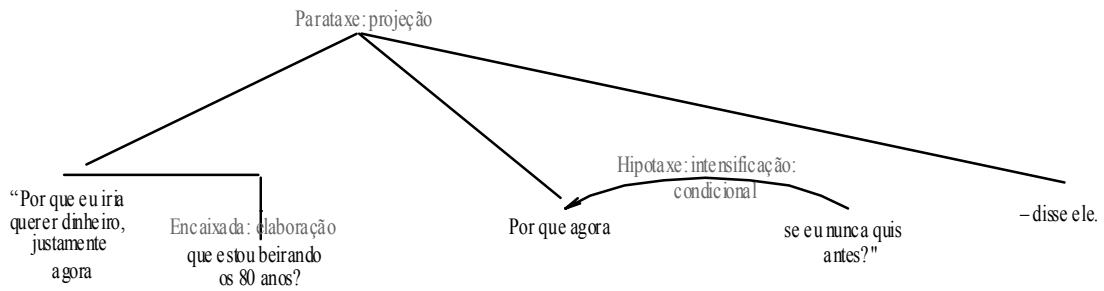 Parataxe: projeção
Hipotaxe: intensificação:
condicional
“Por que eu iria
querer dinheiro,
justamente
agora
Encaixada: elaboração
que estou beirando
os 80 anos?
Por que agora
se eu nunca quis
antes?"
– disse ele.